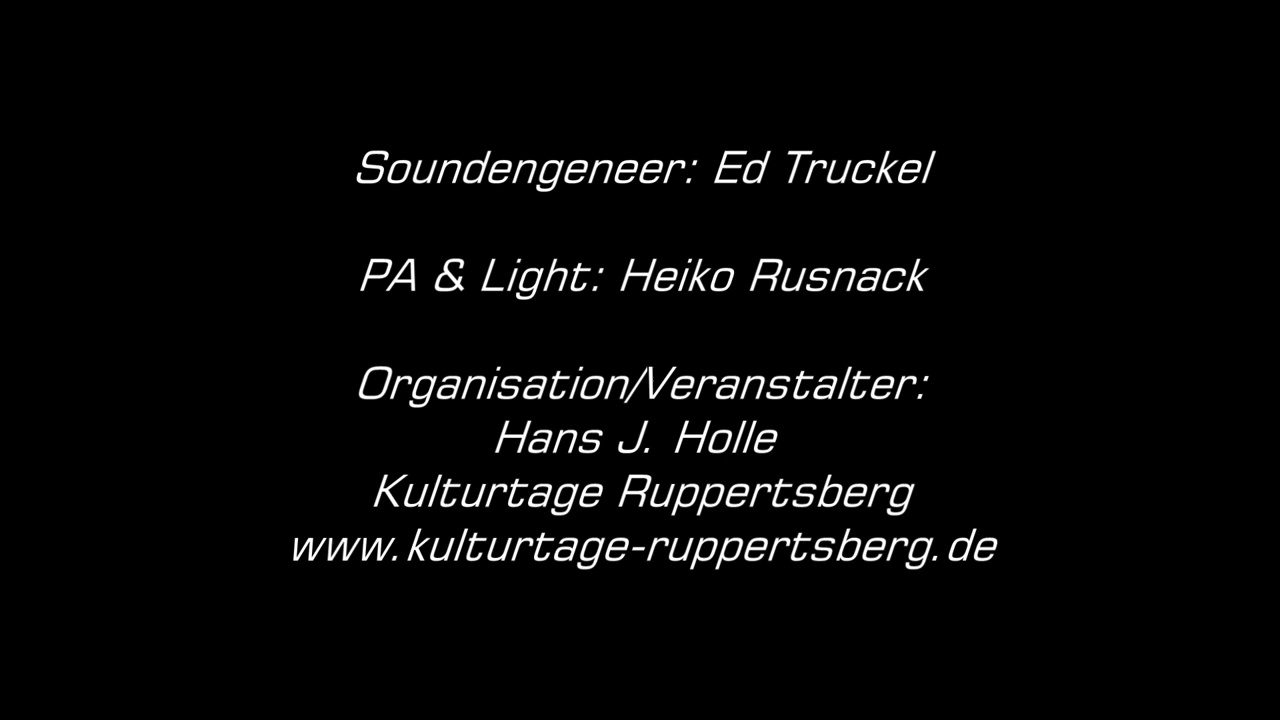 Soundengeneer: Ed Truckel
PA & Light: Heiko Rusnack
Organisation/Veranstalter:
Hans J. Holle
Kulturtage Ruppertsberg
www.kulturtage-ruppertsberg.de